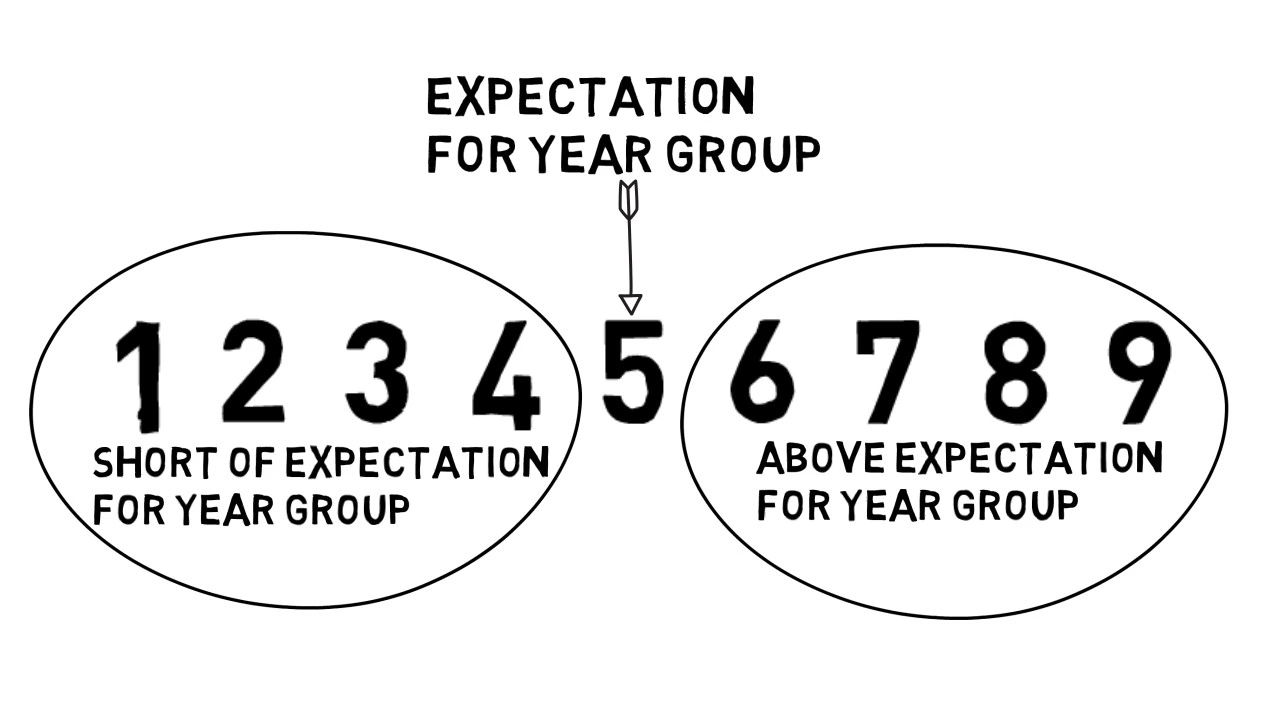 EXPECTATION
FOR YEAR GROUP
1 2 3 4 5 6 7 8 9
SHORT OF EXPECTATION
FOR YEAR GROUP
ABOVE EXPECTATION
FOR YEAR GROUP